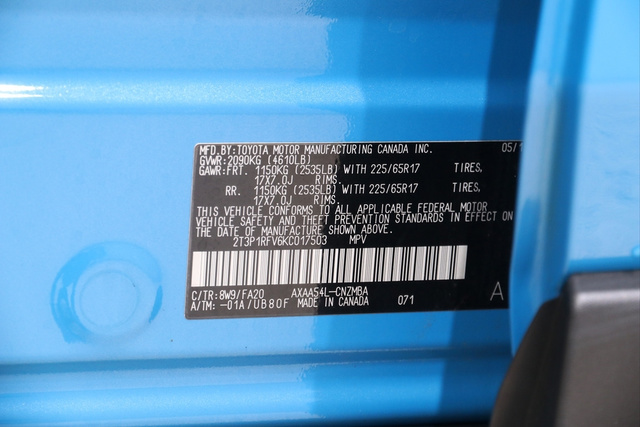 MFD.BY:TOYOTA MOTOR MANUFACTURING CANADA INC. 05/1
GVWR:2090KG (4610LB)
GAWR:FRT. 1150KG (2535LB) WITH 225/65R17 TIRES,
17X7.0J RIMS.
RR. 1150KG (2535LB) WITH 225/65R17 TIRES,
17X7.0J RIMS.
THIS VEHICLE CONFORMS TO ALL APPLICABLE FEDERAL MOTOR
VEHICLE SAFETY AND THEFT PREVENTION STANDARDS IN EFFECT ON
THE DATE OF MANUFACTURE SHOWN ABOVE.
2T3P1RFV6KC017503 MPV
C/TR:8W9/FA20 AXAA54L-CNZMBA
A/TM:-01A/UB80F MADE IN CANADA 071 A